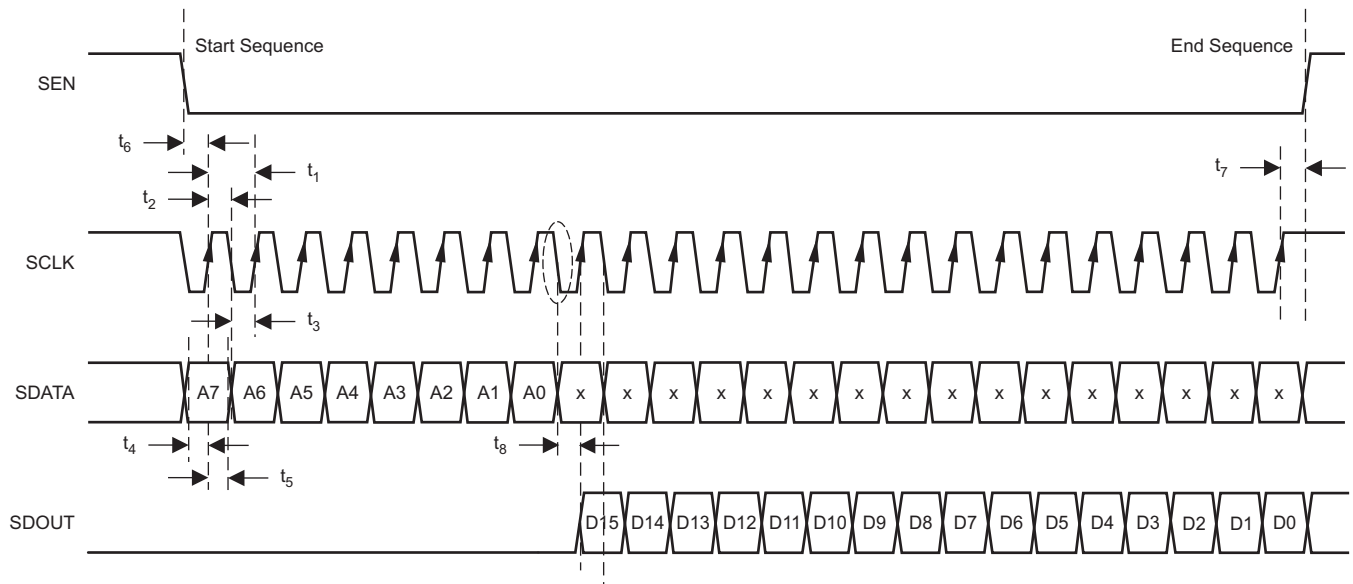 Start Sequence End Sequence
SEN
t6
t1
t7
t2
SCLK
t3
SDATA A7 A6 A5 A4 A3 A2 A1 A0 x x x x x x x x x x x x x x x x
t4 t8
t5
SDOUT D15 D14 D13 D12 D11 D10 D9 D8 D7 D6 D5 D4 D3 D2 D1 D0